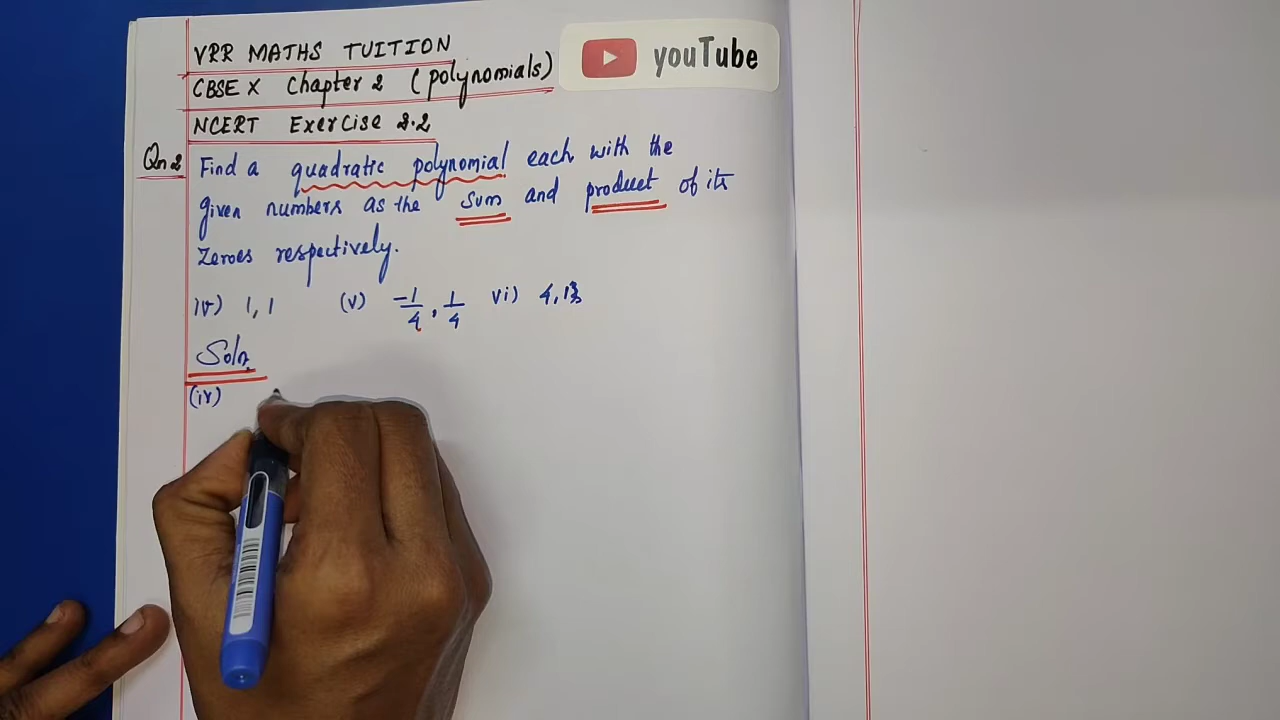 VRR MATHS TUITION
YouTube
CBSE X Chapter 2 (polynomials)
NCERT Exercise 2.2
Qn 2 Find a quadratic polynomial each with the
given numbers as the sum and product of its
zeroes respectively.
iv) 1, 1 (v) -1/4, 1/4 vi) 4, 1
Soln.
(iv)